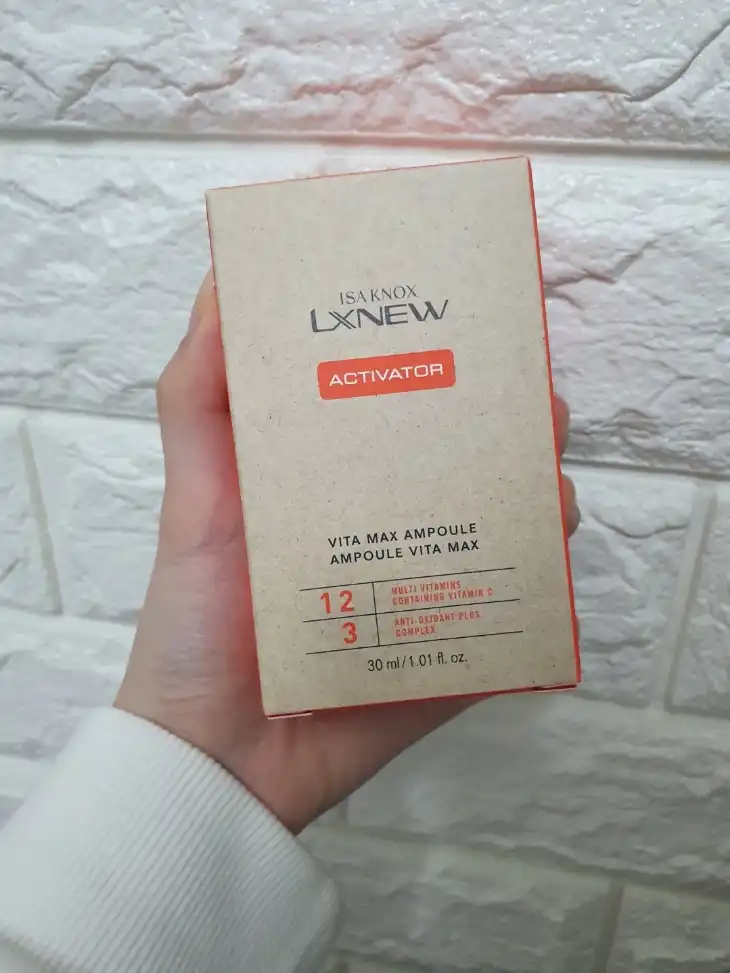 ISA KNOX
LXNEW
ACTIVATOR
VITA MAX AMPOULE
AMPOULE VITA MAX
12
MULTI VITAMINS
CONTAINING VITAMIN C
3
ANTI-OXIDANT PLUS
COMPLEX
30 ml/1.01 fl. oz.